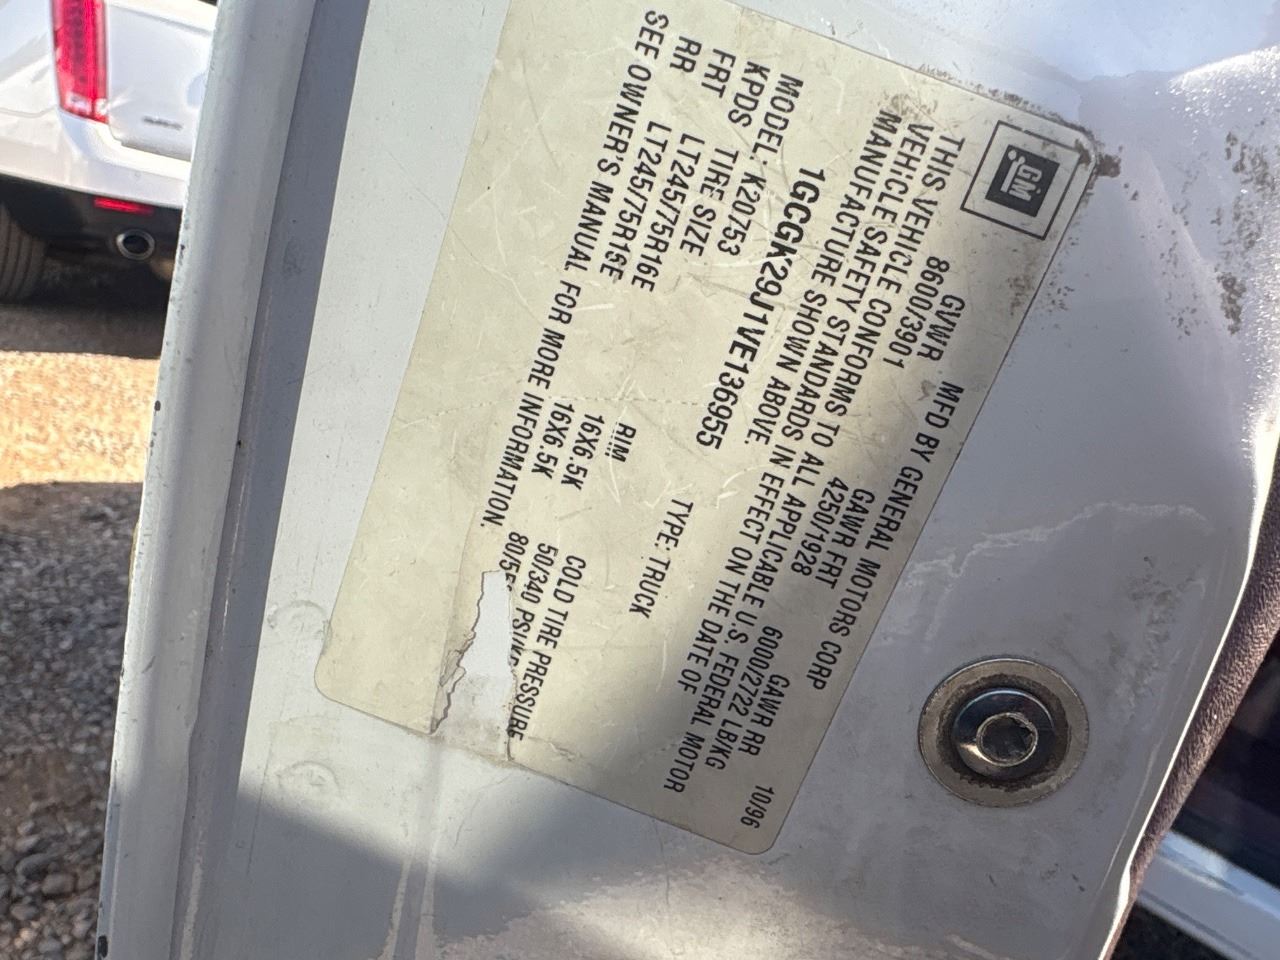 GM
MFD BY GENERAL MOTORS CORP
10/96
GVWR GAWR FRT GAWR RR
8600/3901 4250/1928 6000/2722 LB/KG
THIS VEHICLE CONFORMS TO ALL APPLICABLE U.S. FEDERAL MOTOR
VEHICLE SAFETY STANDARDS IN EFFECT ON THE DATE OF
MANUFACTURE SHOWN ABOVE.
1GCGK29J1VE136955 TYPE: TRUCK
MODEL: K20753
KPDS TIRE SIZE RIM COLD TIRE PRESSURE
FRT LT245/75R16E 16X6.5K 50/340 PSI/
RR LT245/75R16E 16X6.5K 80/5
SEE OWNER'S MANUAL FOR MORE INFORMATION.